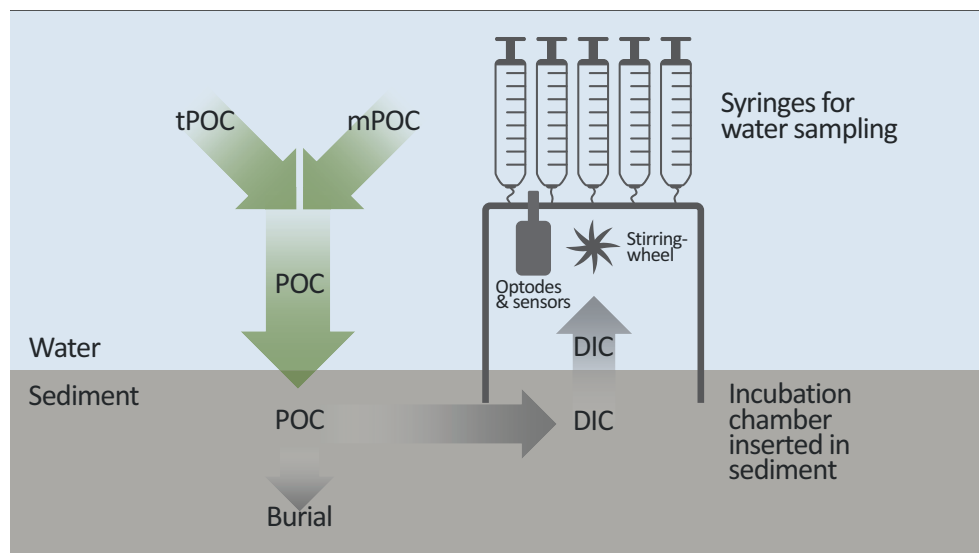 tPOC
mPOC
Syringes for
water sampling
Stirring-
wheel
POC
Optodes
& sensors
Water
DIC
Sediment
POC
DIC
Incubation
chamber
inserted in
sediment
Burial